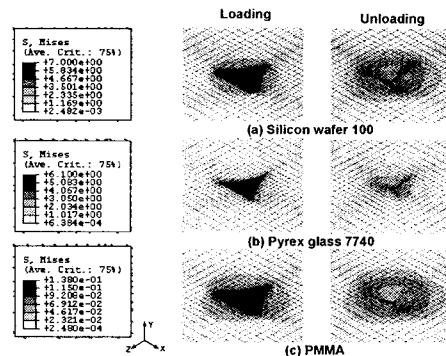 Loading
Unloading
S, Mises
(Ave. Crit.: 75%)
+7.000e+00
+5.834e+00
+4.667e+00
+3.501e+00
+2.335e+00
+1.169e+00
+2.482e-03
(a) Silicon wafer 100
S, Mises
(Ave. Crit.: 75%)
+6.100e+00
+5.083e+00
+4.067e+00
+3.050e+00
+2.034e+00
+1.017e+00
+6.384e-04
(b) Pyrex glass 7740
S, Mises
(Ave. Crit.: 75%)
+1.380e-01
+1.150e-01
+9.206e-02
+6.912e-02
+4.617e-02
+2.321e-02
+2.480e-04
Y
Z
X
(c) PMMA